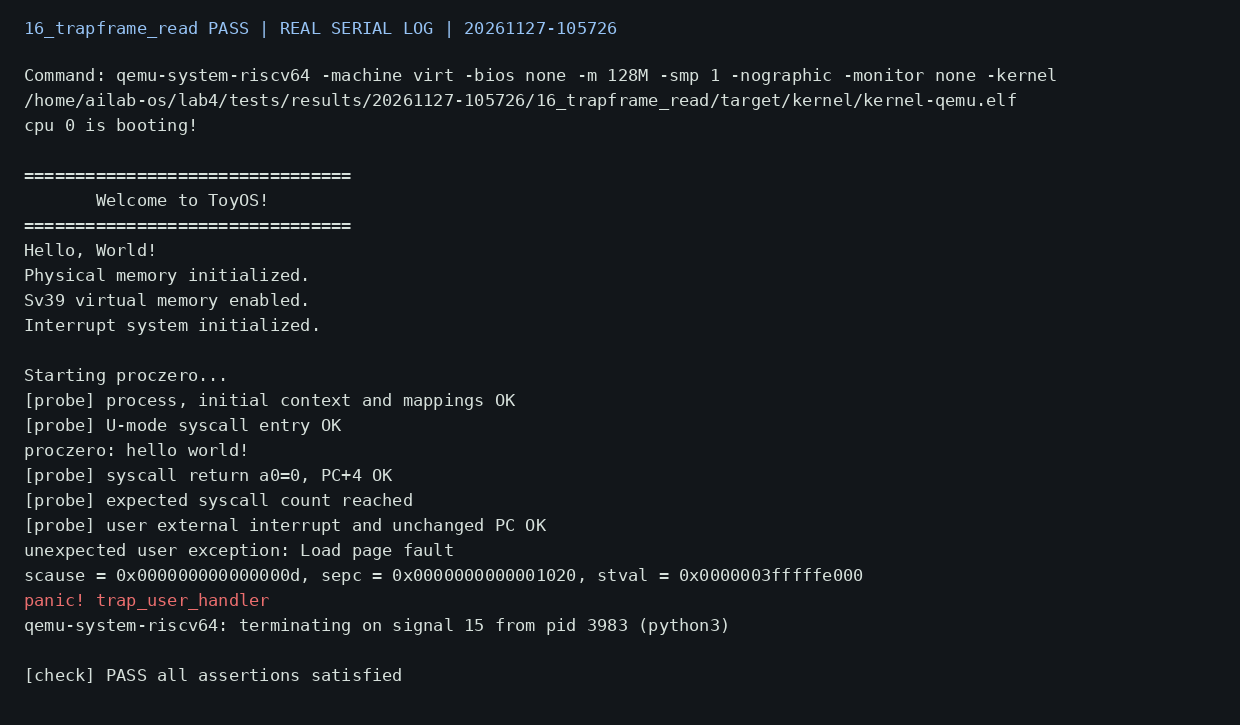 16_trapframe_read PASS | REAL SERIAL LOG | 20261127-105726
Command: qemu-system-riscv64 -machine virt -bios none -m 128M -smp 1 -nographic -monitor none -kernel
/home/ailab-os/lab4/tests/results/20261127-105726/16_trapframe_read/target/kernel/kernel-qemu.elf
cpu 0 is booting!
================================
Welcome to ToyOS!
================================
Hello, World!
Physical memory initialized.
Sv39 virtual memory enabled.
Interrupt system initialized.
Starting proczero...
[probe] process, initial context and mappings OK
[probe] U-mode syscall entry OK
proczero: hello world!
[probe] syscall return a0=0, PC+4 OK
[probe] expected syscall count reached
[probe] user external interrupt and unchanged PC OK
unexpected user exception: Load page fault
scause = 0x000000000000000d, sepc = 0x0000000000001020, stval = 0x0000003fffffe000
panic! trap_user_handler
qemu-system-riscv64: terminating on signal 15 from pid 3983 (python3)
[check] PASS all assertions satisfied